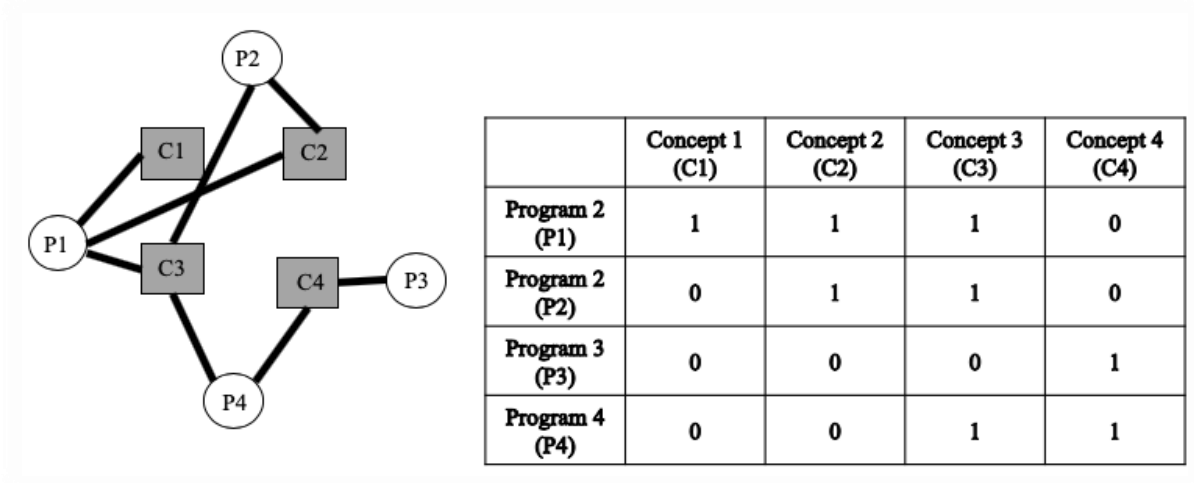 P2
C1
C2
P1
C3
C4
P3
P4
Concept 1
(C1)
Concept 2
(C2)
Concept 3
(C3)
Concept 4
(C4)
Program 2
(P1)
1
1
1
0
Program 2
(P2)
0
1
1
0
Program 3
(P3)
0
0
0
1
Program 4
(P4)
0
0
1
1